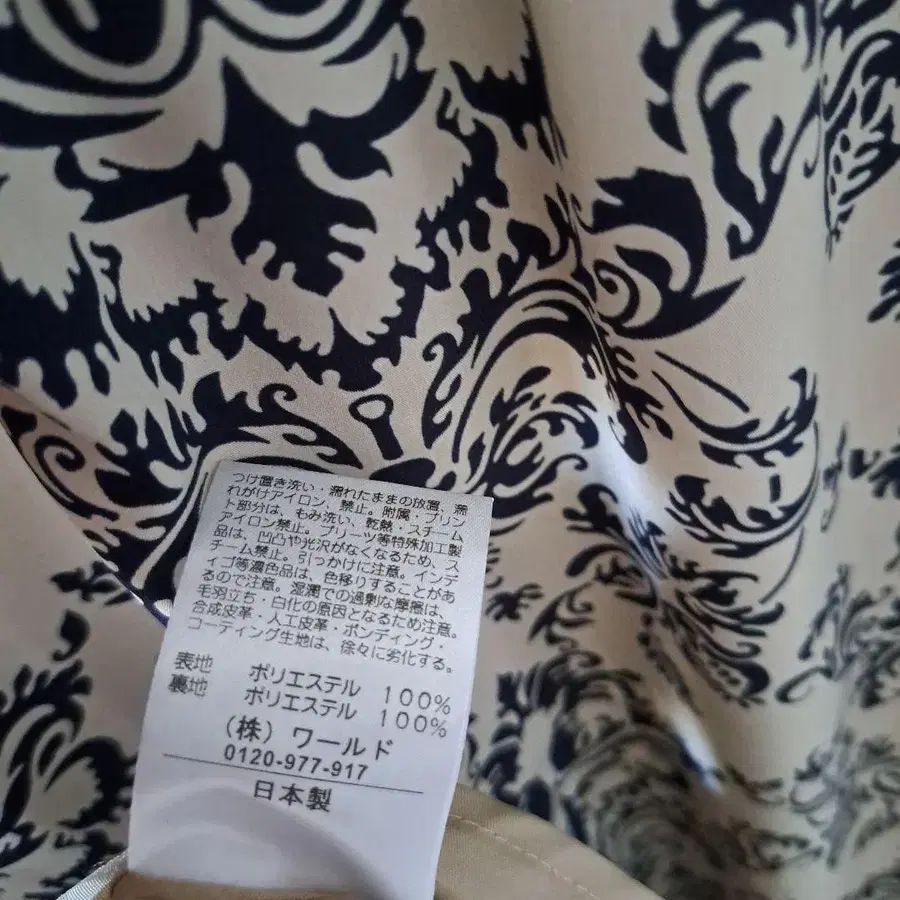 つけ置き洗い・濡れたままの放置、濡
れがけアイロン、禁止。附属・プリン
ト部分は、もみ洗い、乾熱・スチーム
アイロン禁止。プリーツ等特殊加工製
品は、凹凸や光沢がなくなるため、ス
チーム禁止。引っかけに注意。インデ
ィゴ等濃色品は、色移りすることがあ
るので注意。湿潤での過剰な摩擦は、
毛羽立ち・白化の原因となるため注意。
合成皮革・人工皮革・ボンディング・
コーティング生地は、徐々に劣化する。
表地 ポリエステル 100%
裏地 ポリエステル 100%
(株) ワールド
0120-977-917
日本製